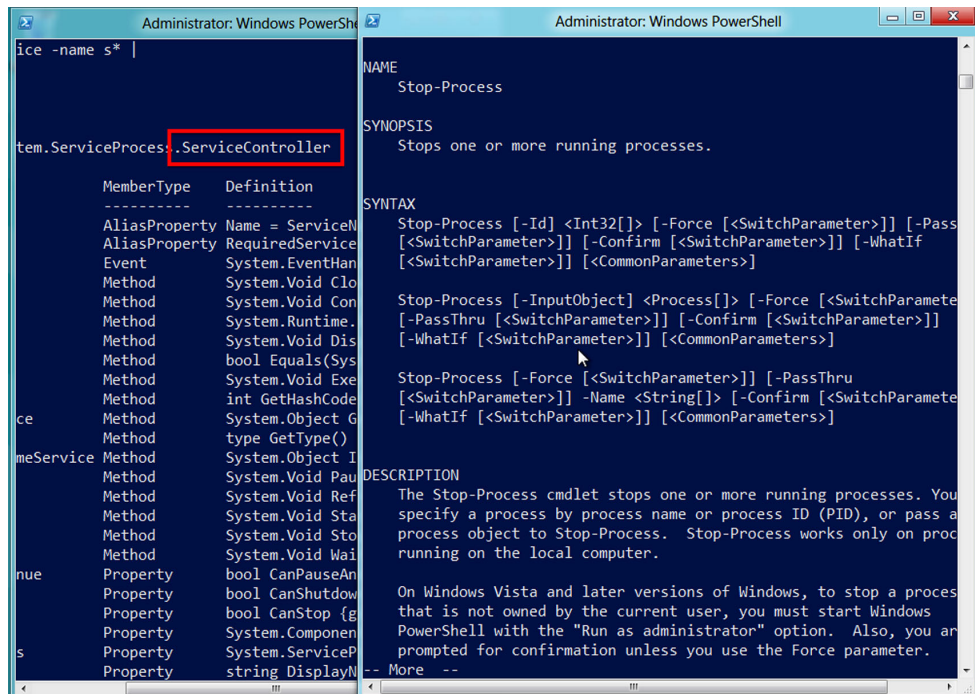 Administrator: Windows PowerShe
ice -name s* |
tem.ServiceProcess.ServiceController
MemberType Definition
---------- ----------
AliasProperty Name = ServiceN
AliasProperty RequiredService
Event System.EventHan
Method System.Void Clo
Method System.Void Con
Method System.Runtime.
Method System.Void Dis
Method bool Equals(Sys
Method System.Void Exe
Method int GetHashCode
ce Method System.Object G
Method type GetType()
meService Method System.Object I
Method System.Void Pau
Method System.Void Ref
Method System.Void Sta
Method System.Void Sto
Method System.Void Wai
nue Property bool CanPauseAn
Property bool CanShutdow
Property bool CanStop {g
Property System.Componen
s Property System.ServiceP
Property string DisplayN
Administrator: Windows PowerShell
NAME
Stop-Process
SYNOPSIS
Stops one or more running processes.
SYNTAX
Stop-Process [-Id] <Int32[]> [-Force [<SwitchParameter>]] [-Pass
[<SwitchParameter>]] [-Confirm [<SwitchParameter>]] [-WhatIf
[<SwitchParameter>]] [<CommonParameters>]
Stop-Process [-InputObject] <Process[]> [-Force [<SwitchParamete
[-PassThru [<SwitchParameter>]] [-Confirm [<SwitchParameter>]]
[-WhatIf [<SwitchParameter>]] [<CommonParameters>]
Stop-Process [-Force [<SwitchParameter>]] [-PassThru
[<SwitchParameter>]] -Name <String[]> [-Confirm [<SwitchParamete
[-WhatIf [<SwitchParameter>]] [<CommonParameters>]
DESCRIPTION
The Stop-Process cmdlet stops one or more running processes. You
specify a process by process name or process ID (PID), or pass a
process object to Stop-Process.  Stop-Process works only on proc
running on the local computer.
On Windows Vista and later versions of Windows, to stop a proces
that is not owned by the current user, you must start Windows
PowerShell with the "Run as administrator" option.  Also, you ar
prompted for confirmation unless you use the Force parameter.
-- More  --